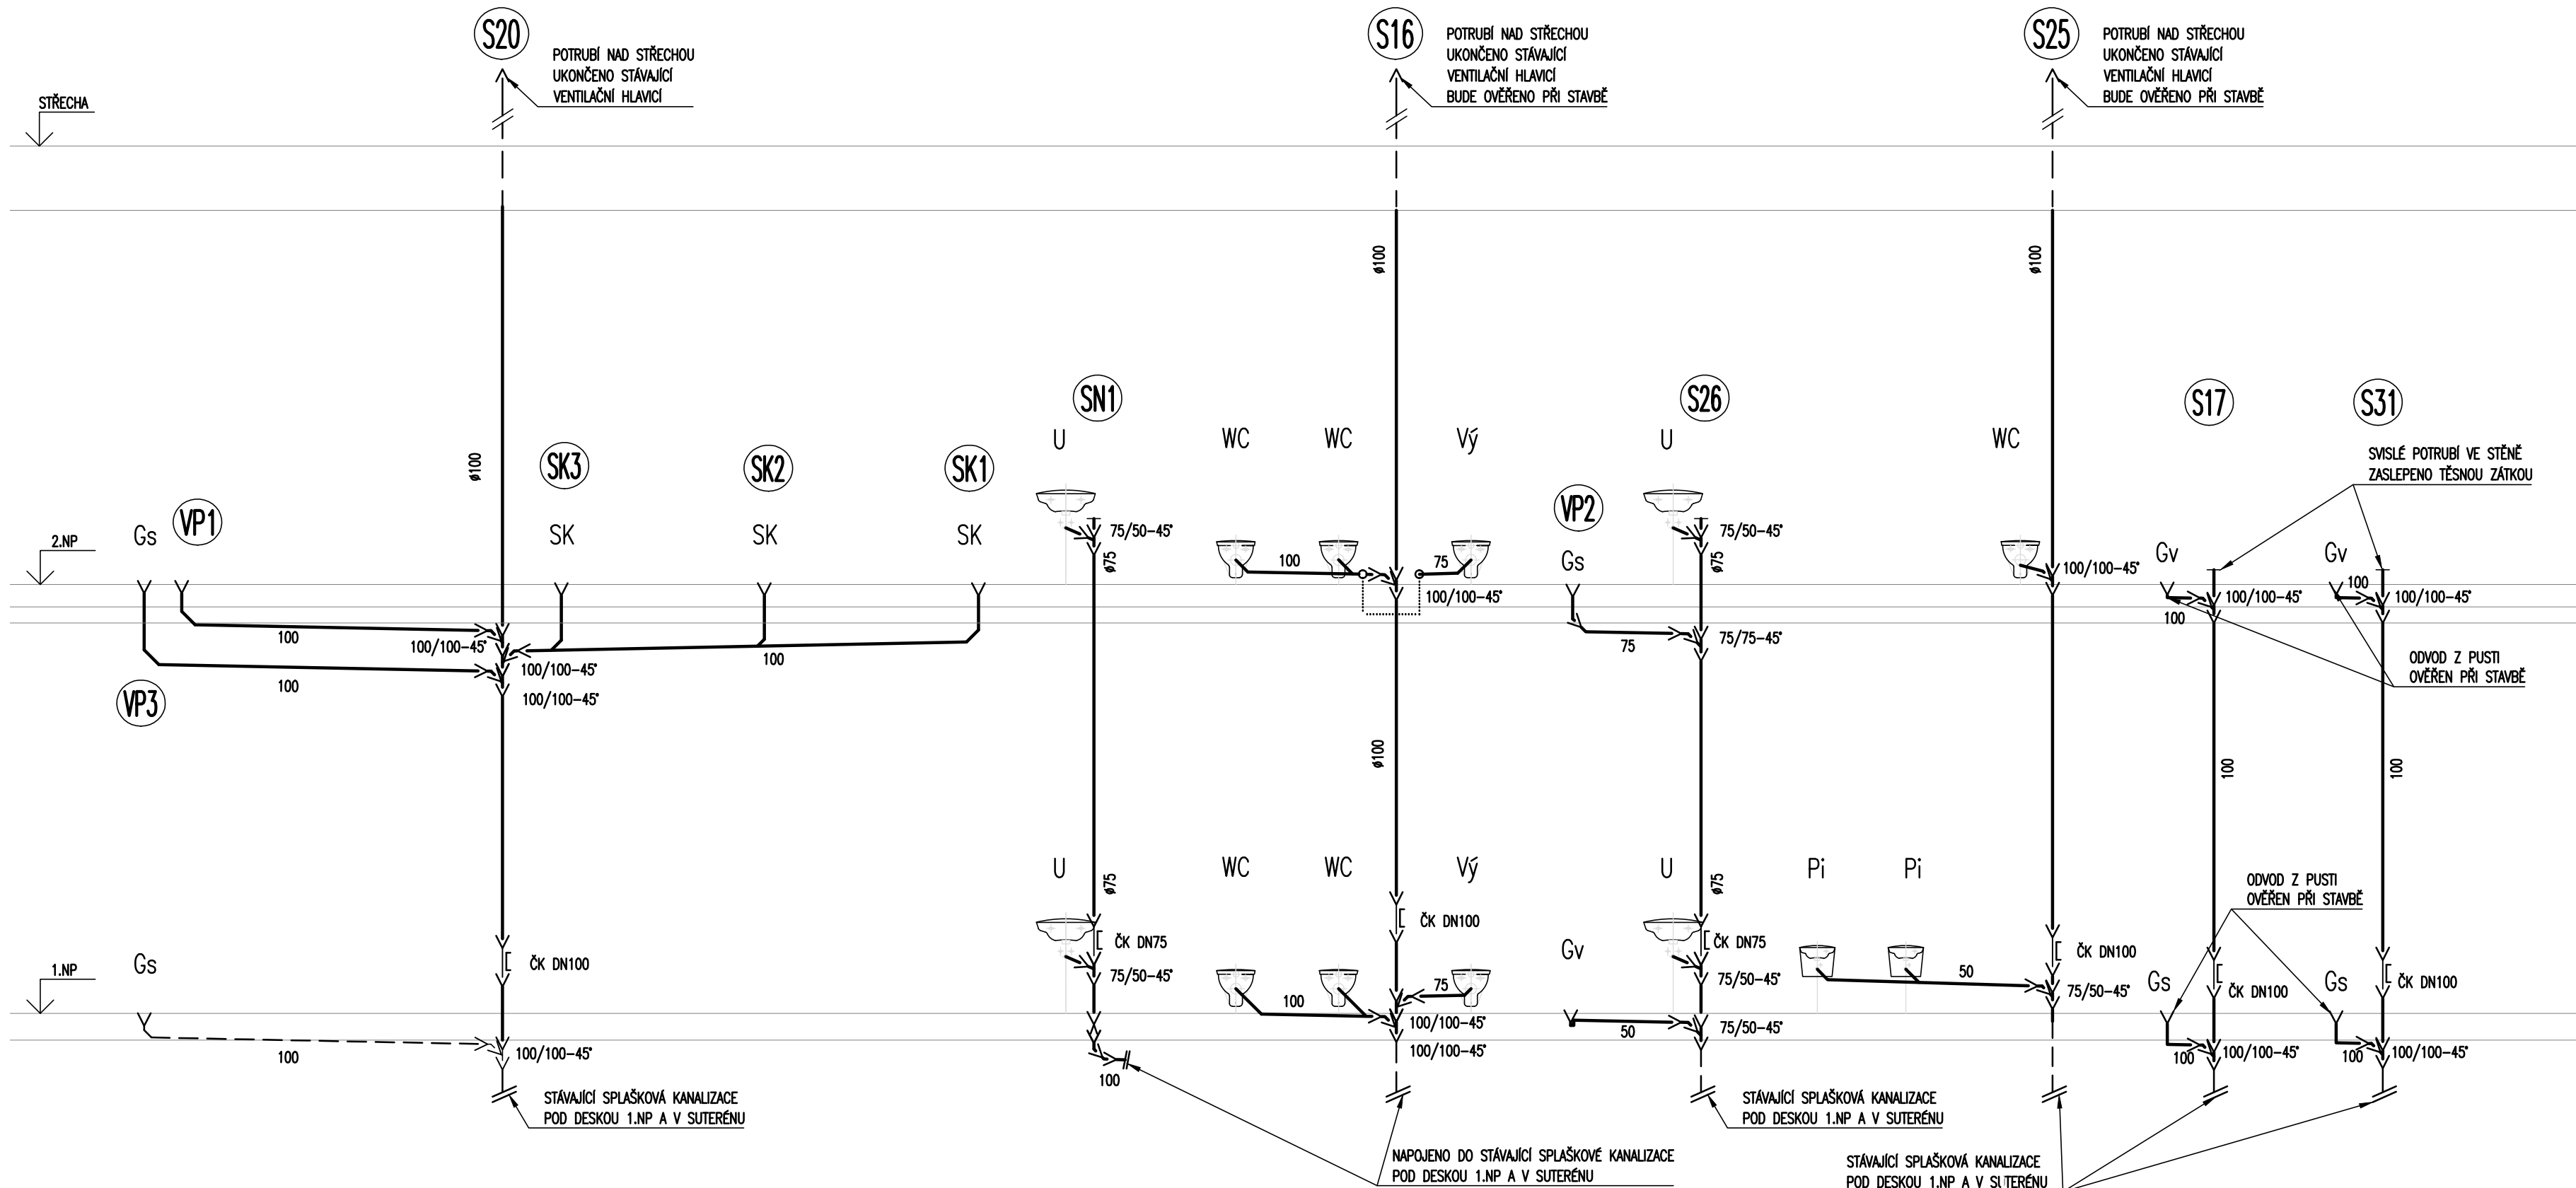 S20
POTRUBÍ NAD STŘECHOU
UKONČENO STÁVAJÍCÍ
VENTILAČNÍ HLAVICÍ
S16
POTRUBÍ NAD STŘECHOU
UKONČENO STÁVAJÍCÍ
VENTILAČNÍ HLAVICÍ
BUDE OVĚŘENO PŘI STAVBĚ
S25
POTRUBÍ NAD STŘECHOU
UKONČENO STÁVAJÍCÍ
VENTILAČNÍ HLAVICÍ
BUDE OVĚŘENO PŘI STAVBĚ
STŘECHA
ø100
ø100
ø100
SN1
S26
S17
S31
U
WC
WC
Vý
U
WC
SK3
SK2
SK1
SVISLÉ POTRUBÍ VE STĚNĚ
ZASLEPENO TĚSNOU ZÁTKOU
VP1
VP2
Gs
SK
SK
SK
2.NP
75/50-45°
ø75
100
75
Gs
75/50-45°
ø75
100/100-45°
Gv
Gv
100
100/100-45°
100/100-45°
100/100-45°
100
100
100/100-45°
100
100/100-45°
75
75/75-45°
ODVOD Z PUSTI
OVĚŘEN PŘI STAVBĚ
100
100/100-45°
VP3
ø100
100
100
U
WC
WC
Vý
U
Pi
Pi
ø75
ø75
ODVOD Z PUSTI
OVĚŘEN PŘI STAVBĚ
ČK DN100
Gs
1.NP
ČK DN100
ČK DN75
75/50-45°
Gv
ČK DN75
75/50-45°
50
ČK DN100
75/50-45°
Gs
ČK DN100
Gs
ČK DN100
100
75
100/100-45°
100/100-45°
50
75/50-45°
100
100/100-45°
100
100/100-45°
100
100/100-45°
100
STÁVAJÍCÍ SPLAŠKOVÁ KANALIZACE
POD DESKOU 1.NP A V SUTERÉNU
STÁVAJÍCÍ SPLAŠKOVÁ KANALIZACE
POD DESKOU 1.NP A V SUTERÉNU
NAPOJENO DO STÁVAJÍCÍ SPLAŠKOVÉ KANALIZACE
POD DESKOU 1.NP A V SUTERÉNU
STÁVAJÍCÍ SPLAŠKOVÁ KANALIZACE
POD DESKOU 1.NP A V SUTERÉNU